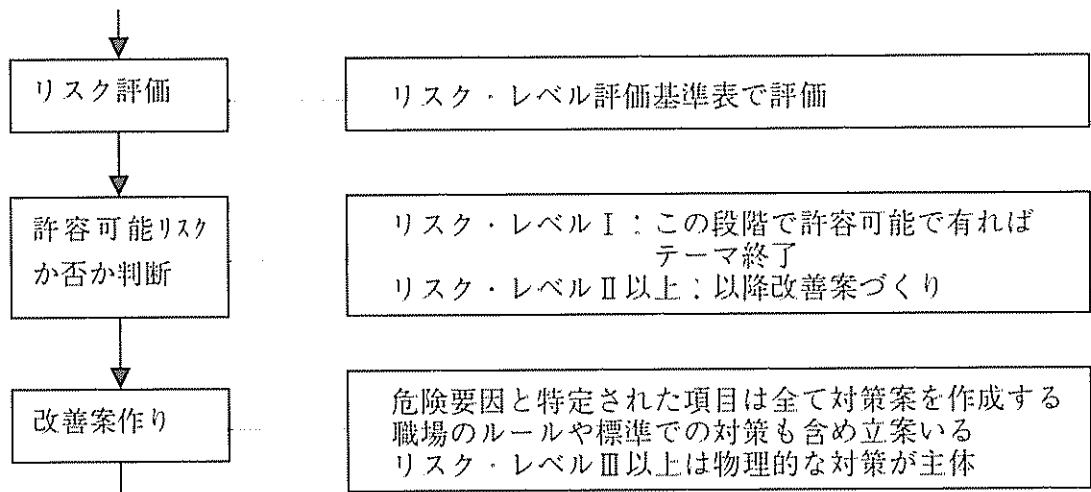 リスク評価
リスク・レベル評価基準表で評価
許容可能リスク
か否か判断
リスク・レベルⅠ：この段階で許容可能で有れば
テーマ終了
リスク・レベルⅡ以上：以降改善案づくり
改善案作り
危険要因と特定された項目は全て対策案を作成する
職場のルールや標準での対策も含め立案いる
リスク・レベルⅢ以上は物理的な対策が主体